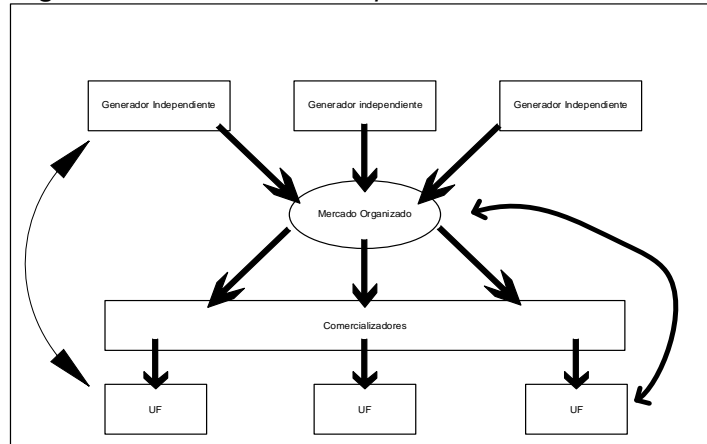 Generador Independiente
Generador independiente
Generador Independiente
Mercado Organizado
Comercializadores
UF
UF
UF